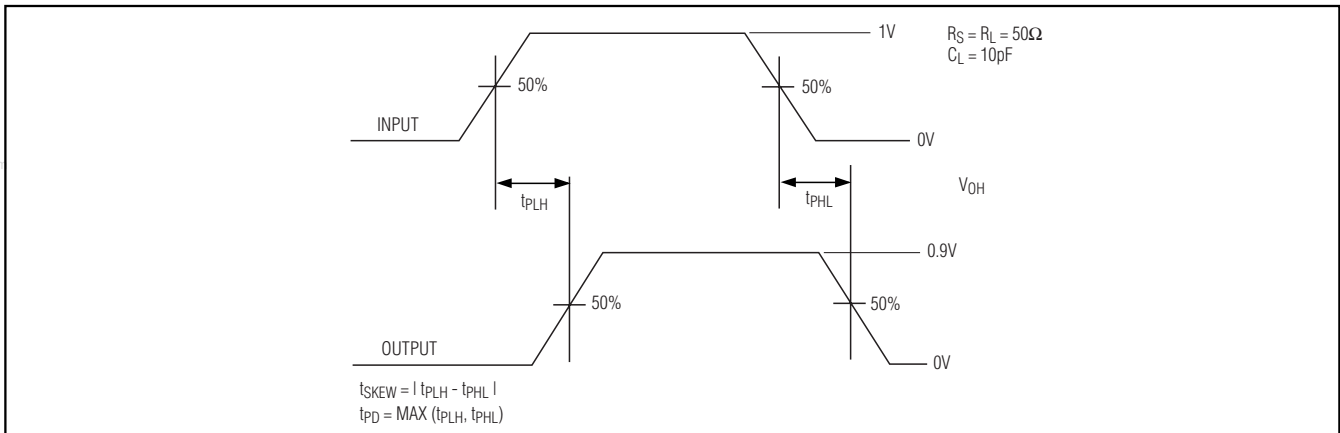 1V
RS = RL = 50Ω
CL = 10pF
50%
50%
INPUT
0V
tPLH
tPHL
VOH
0.9V
50%
50%
OUTPUT
0V
tSKEW = | tPLH - tPHL |
tPD = MAX (tPLH, tPHL)